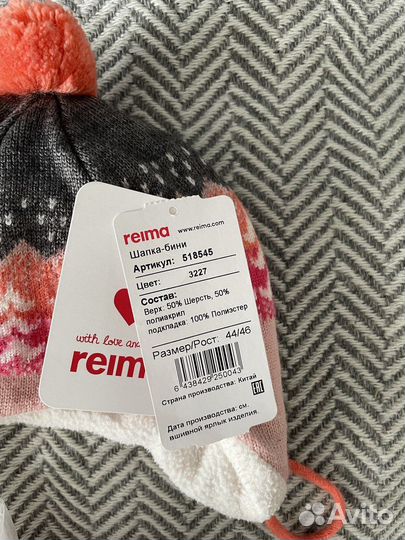 reima
www.reima.com
Шапка-бини
Артикул: 518545
Цвет: 3227
Состав:
Верх: 50% Шерсть, 50%
полиакрил
подкладка: 100% Полиэстер
Размер/Рост: 44/46
6 438429 250043
Страна производства: Китай
EAC
Дата производства: см.
вшивной ярлык изделия.
with love and
reima
Avito